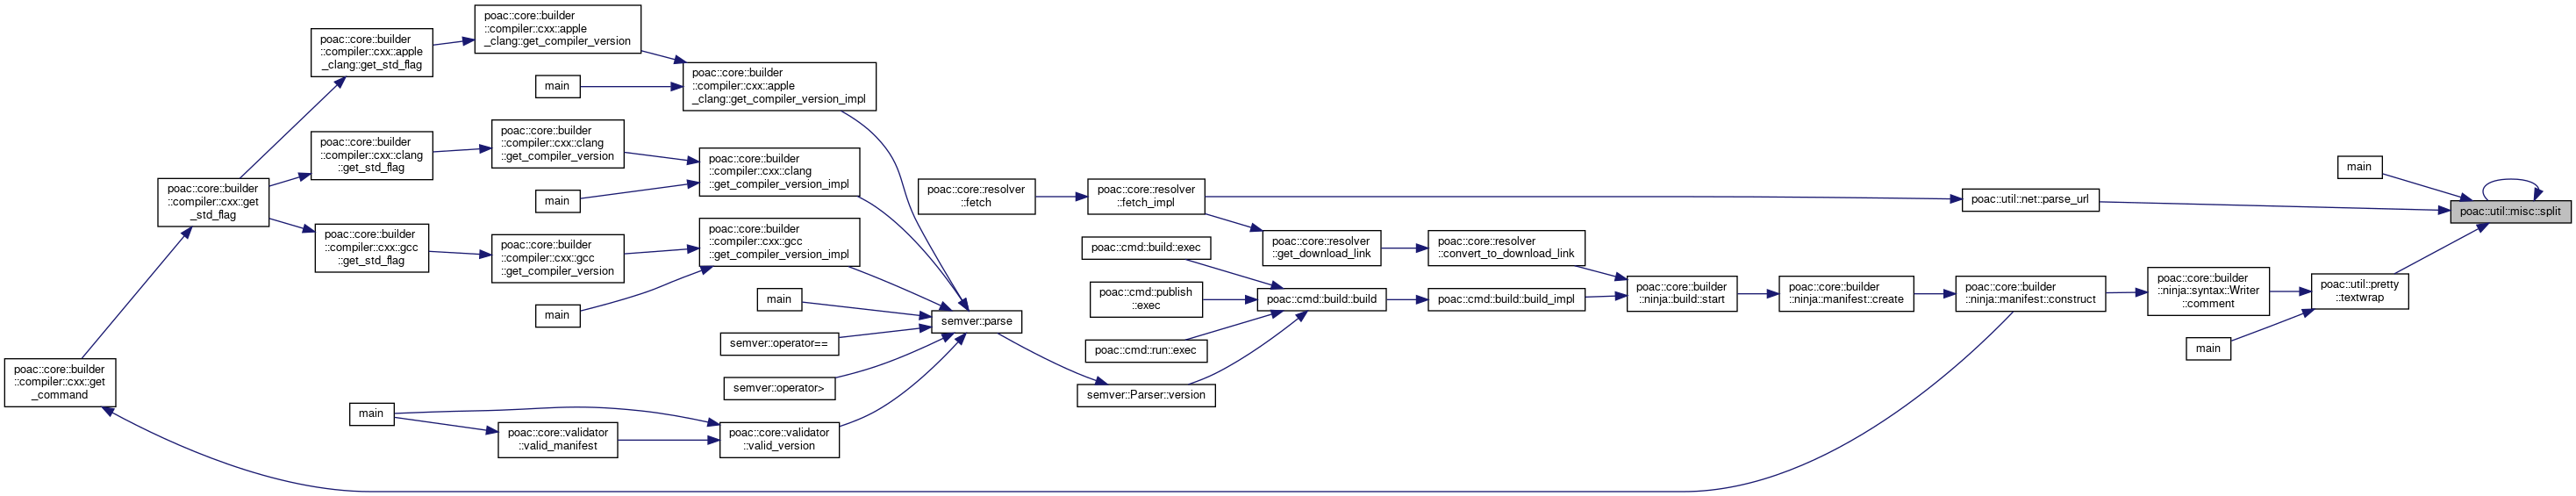 poac::core::builder
::compiler::cxx::get
_command
poac::core::builder
::compiler::cxx::get
_std_flag
poac::core::builder
::compiler::cxx::apple
_clang::get_std_flag
poac::core::builder
::compiler::cxx::clang
::get_std_flag
poac::core::builder
::compiler::cxx::gcc
::get_std_flag
main
poac::core::builder
::compiler::cxx::apple
_clang::get_compiler_version
main
poac::core::builder
::compiler::cxx::clang
::get_compiler_version
main
poac::core::builder
::compiler::cxx::gcc
::get_compiler_version
main
poac::core::validator
::valid_manifest
poac::core::builder
::compiler::cxx::apple
_clang::get_compiler_version_impl
poac::core::builder
::compiler::cxx::clang
::get_compiler_version_impl
poac::core::builder
::compiler::cxx::gcc
::get_compiler_version_impl
main
semver::operator==
semver::operator>
poac::core::validator
::valid_version
poac::core::resolver
::fetch
semver::parse
poac::core::resolver
::fetch_impl
poac::cmd::build::exec
poac::cmd::publish
::exec
poac::cmd::run::exec
semver::Parser::version
poac::core::resolver
::get_download_link
poac::cmd::build::build
poac::core::resolver
::convert_to_download_link
poac::cmd::build::build_impl
poac::core::builder
::ninja::build::start
poac::core::builder
::ninja::manifest::create
poac::util::net::parse_url
poac::core::builder
::ninja::manifest::construct
poac::core::builder
::ninja::syntax::Writer
::comment
main
main
poac::util::pretty
::textwrap
poac::util::misc::split